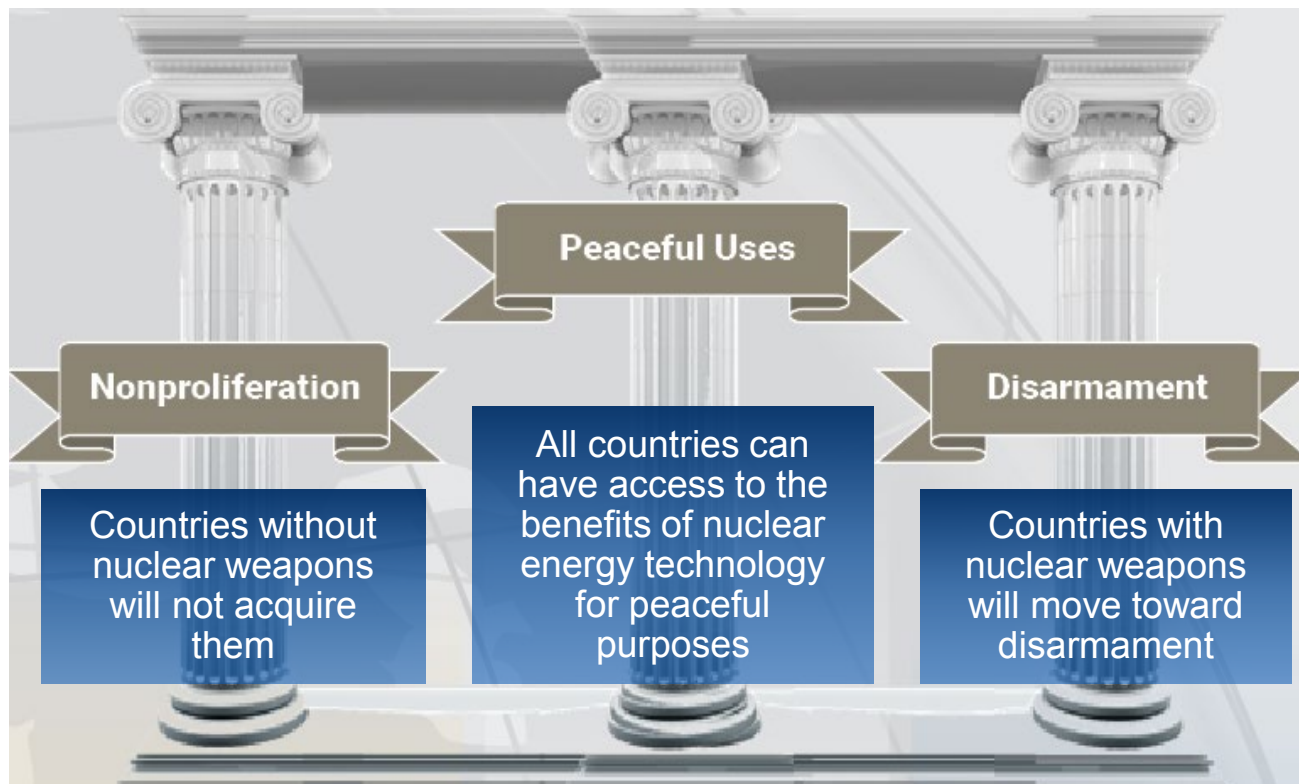 Peaceful Uses
Nonproliferation
Disarmament
Countries without
nuclear weapons
will not acquire
them
All countries can
have access to the
benefits of nuclear
energy technology
for peaceful
purposes
Countries with
nuclear weapons
will move toward
disarmament